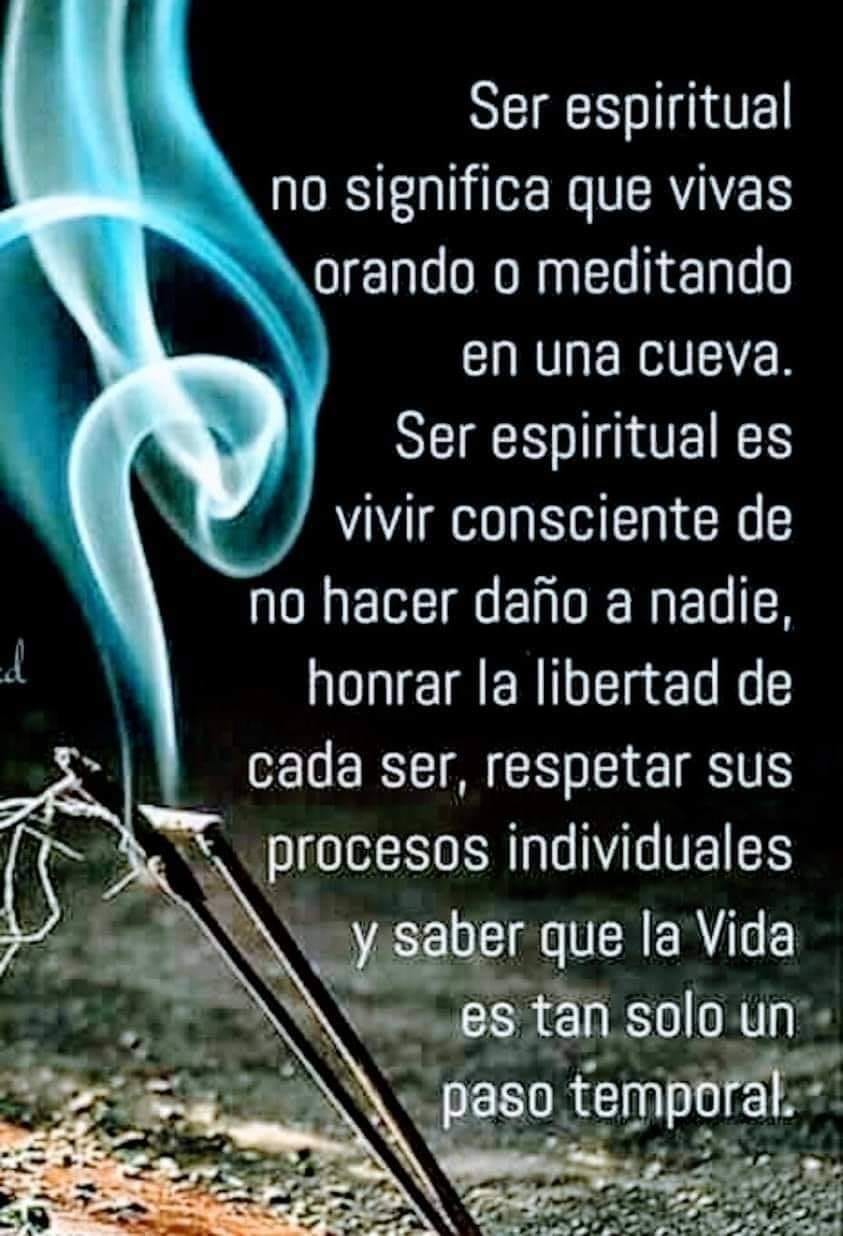 Ser espiritual
no significa que vivas
orando o meditando
en una cueva.
Ser espiritual es
vivir consciente de
no hacer daño a nadie,
honrar la libertad de
cada ser, respetar sus
procesos individuales
y saber que la Vida
es tan solo un
paso temporal.